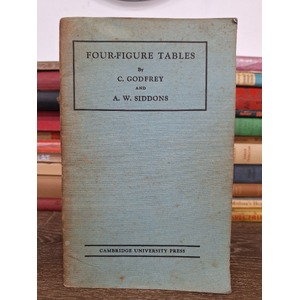 FOUR-FIGURE TABLES
By
C. GODFREY
AND
A. W. SIDDONS
CAMBRIDGE UNIVERSITY PRESS